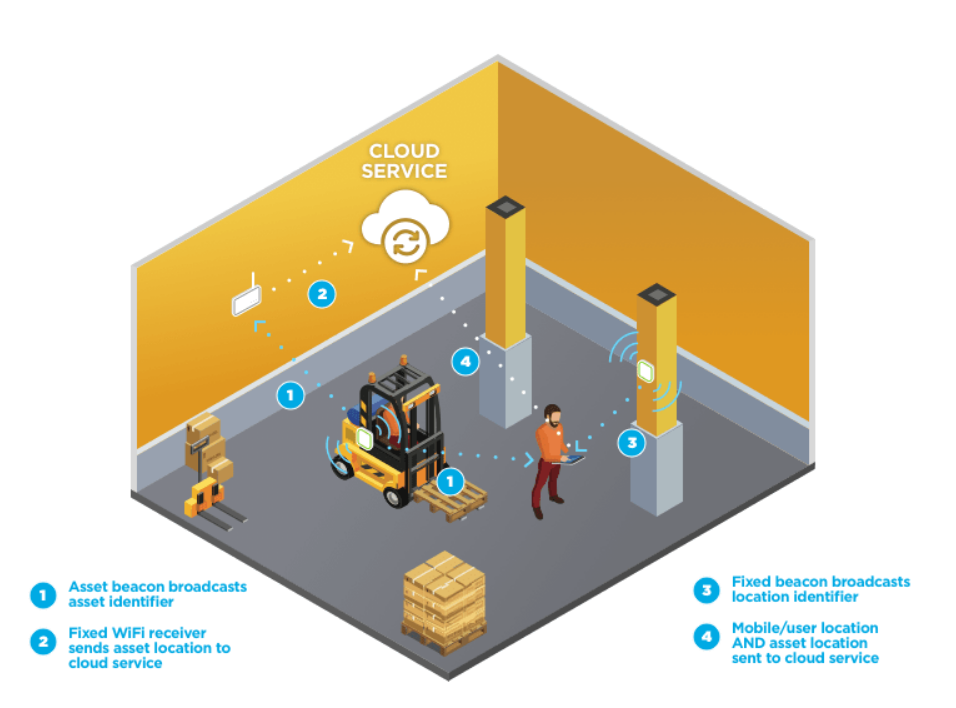 CLOUD
SERVICE
2
4
1
3
1
1
Asset beacon broadcasts
asset identifier
2
Fixed WiFi receiver
sends asset location to
cloud service
3
Fixed beacon broadcasts
location identifier
4
Mobile/user location
AND asset location
sent to cloud service